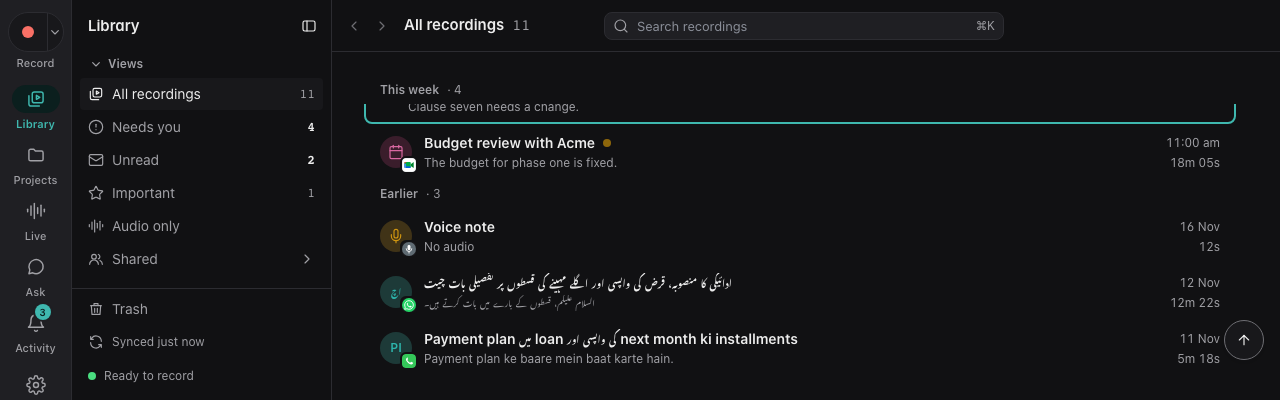 Record
Library
Projects
Live
Ask
3
Activity
Library
Views
All recordings 11
Needs you 4
Unread 2
Important 1
Audio only
Shared
Trash
Synced just now
Ready to record
All recordings 11
Search recordings ⌘K
This week · 4
Clause seven needs a change.
Budget review with Acme 11:00 am
The budget for phase one is fixed. 18m 05s
Earlier · 3
Voice note 16 Nov
No audio 12s
اچ
ادائیگی کا منصوبہ، قرض کی واپسی اور اگلے مہینے کی قسطوں پر تفصیلی بات چیت 12 Nov
السلام علیکم، قسطوں کے بارے میں بات کرتے ہیں۔ 12m 22s
PI
Payment plan میں loan کی واپسی اور next month ki installments 11 Nov
Payment plan ke baare mein baat karte hain. 5m 18s